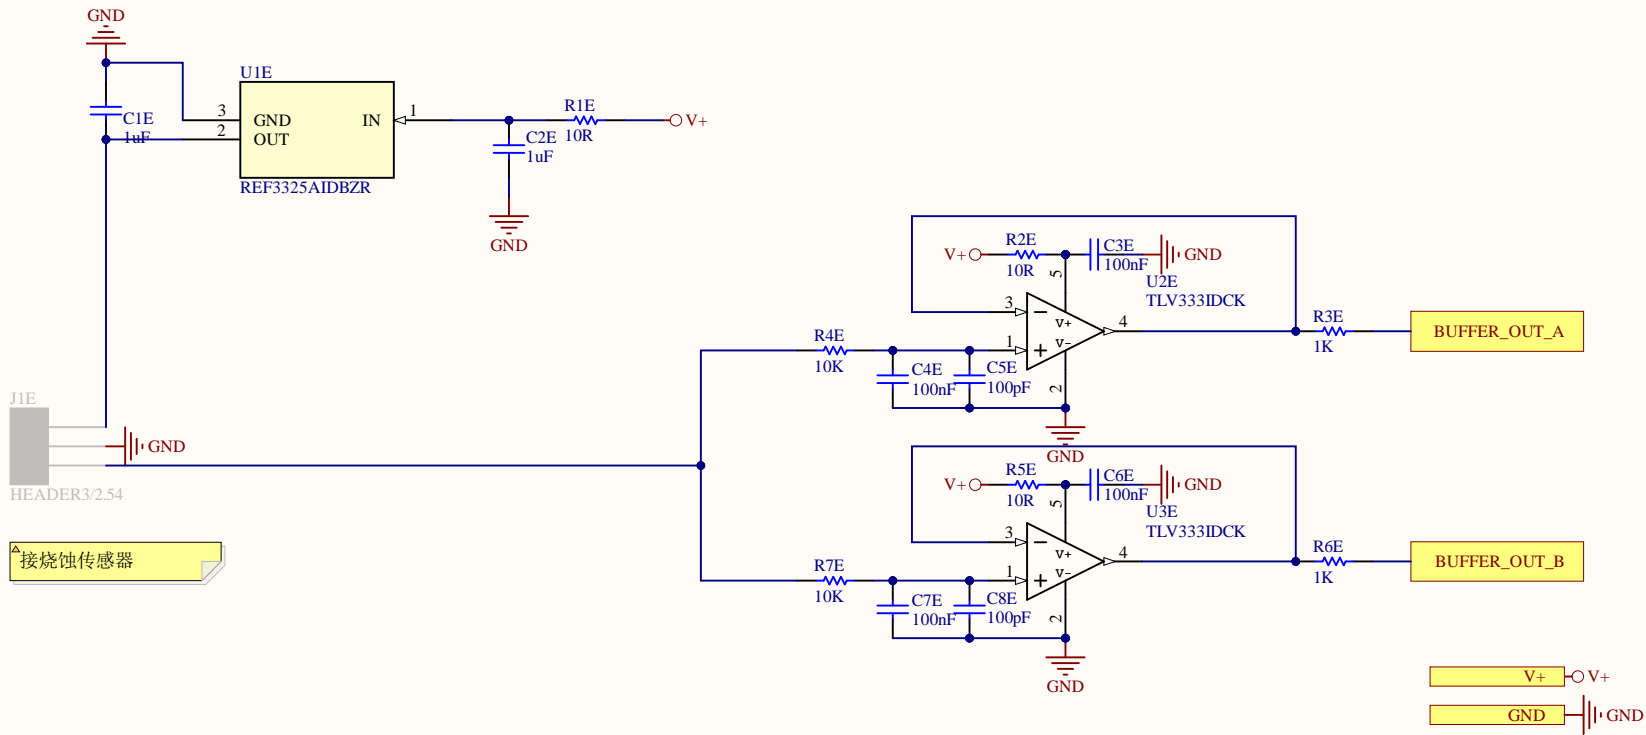 GND
U1E
C1E
1uF
3
GND
2
OUT
IN
1
REF3325AIDBZR
R1E
10R
V+
C2E
1uF
GND
V+
R2E
10R
C3E
100nF
GND
5
U2E
TLV333IDCK
3
V+
V-
4
1
2
R3E
1K
BUFFER_OUT_A
R4E
10K
C4E
100nF
C5E
100pF
GND
J1E
GND
HEADER3/2.54
接烧蚀传感器
V+
R5E
10R
C6E
100nF
GND
5
U3E
TLV333IDCK
3
V+
V-
4
1
2
R6E
1K
BUFFER_OUT_B
R7E
10K
C7E
100nF
C8E
100pF
GND
V+ V+
GND GND